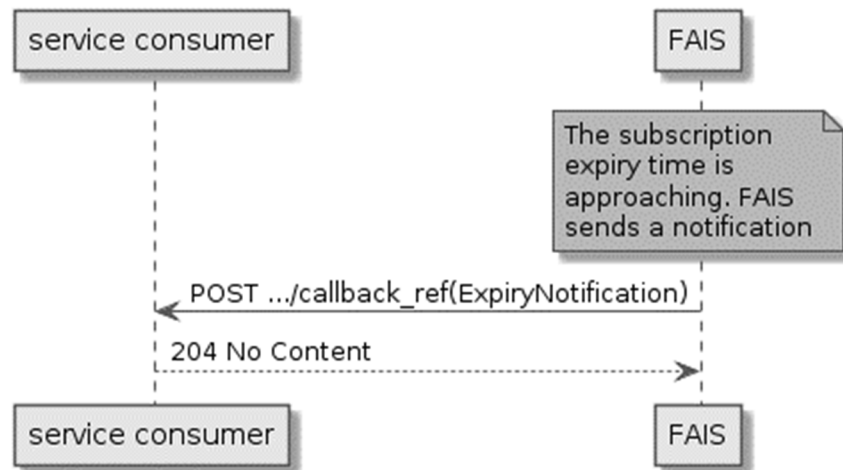 service consumer
FAIS
The subscription
expiry time is
approaching. FAIS
sends a notification
POST .../callback_ref(ExpiryNotification)
204 No Content
service consumer
FAIS